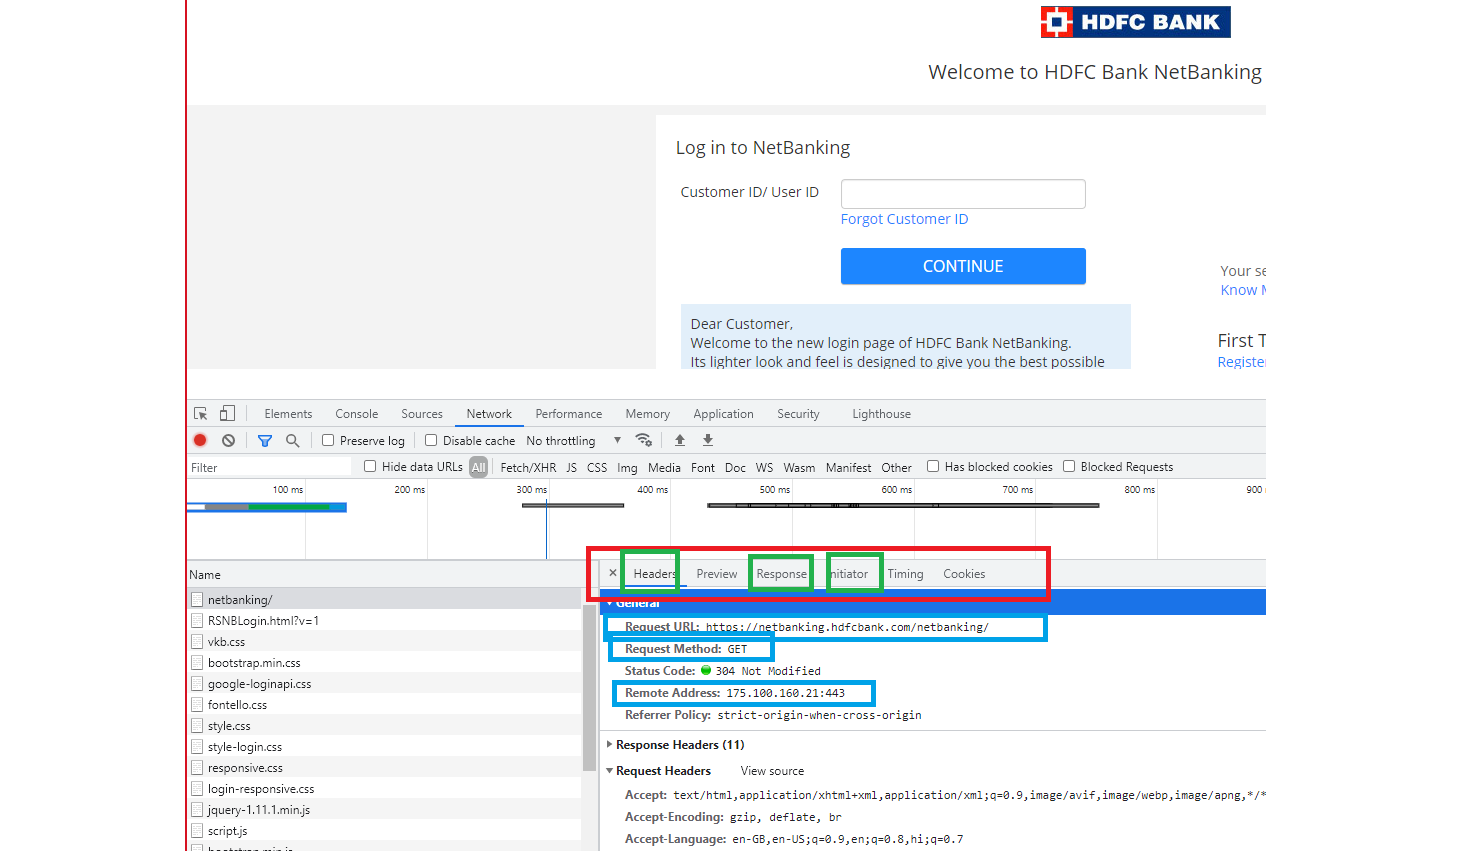 HDFC BANK
Welcome to HDFC Bank NetBanking
Log in to NetBanking
Customer ID/ User ID
Forgot Customer ID
CONTINUE
Your se
Know M
Dear Customer,
Welcome to the new login page of HDFC Bank NetBanking.
Its lighter look and feel is designed to give you the best possible
First T
Register
Elements Console Sources Network Performance Memory Application Security Lighthouse
Preserve log Disable cache No throttling
Filter Hide data URLs All Fetch/XHR JS CSS Img Media Font Doc WS Wasm Manifest Other Has blocked cookies Blocked Requests
100 ms 200 ms 300 ms 400 ms 500 ms 600 ms 700 ms 800 ms 900
Name
× Headers Preview Response Initiator Timing Cookies
netbanking/
RSNBLogin.html?v=1
vkb.css
bootstrap.min.css
google-loginapi.css
fontello.css
style.css
style-login.css
responsive.css
login-responsive.css
jquery-1.11.1.min.js
script.js
bootstrap.min.js
General
Request URL: https://netbanking.hdfcbank.com/netbanking/
Request Method: GET
Status Code: 304 Not Modified
Remote Address: 175.100.160.21:443
Referrer Policy: strict-origin-when-cross-origin
Response Headers (11)
Request Headers View source
Accept: text/html,application/xhtml+xml,application/xml;q=0.9,image/avif,image/webp,image/apng,*/*
Accept-Encoding: gzip, deflate, br
Accept-Language: en-GB,en-US;q=0.9,en;q=0.8,hi;q=0.7